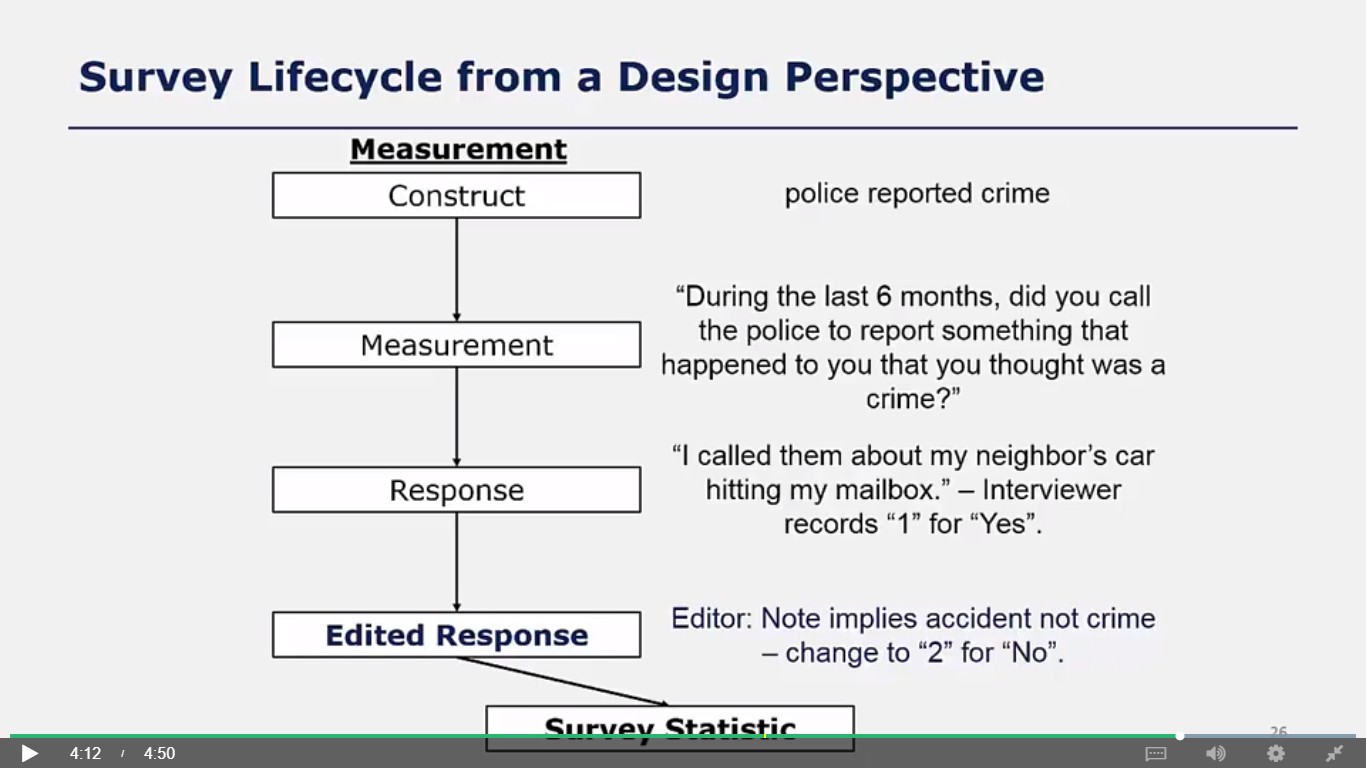 Survey Lifecycle from a Design Perspective
Measurement
Construct
police reported crime
Measurement
“During the last 6 months, did you call
the police to report something that
happened to you that you thought was a
crime?”
Response
“I called them about my neighbor’s car
hitting my mailbox.” – Interviewer
records “1” for “Yes”.
Edited Response
Editor: Note implies accident not crime
– change to “2” for “No”.
Survey Statistic
26
4:12 / 4:50